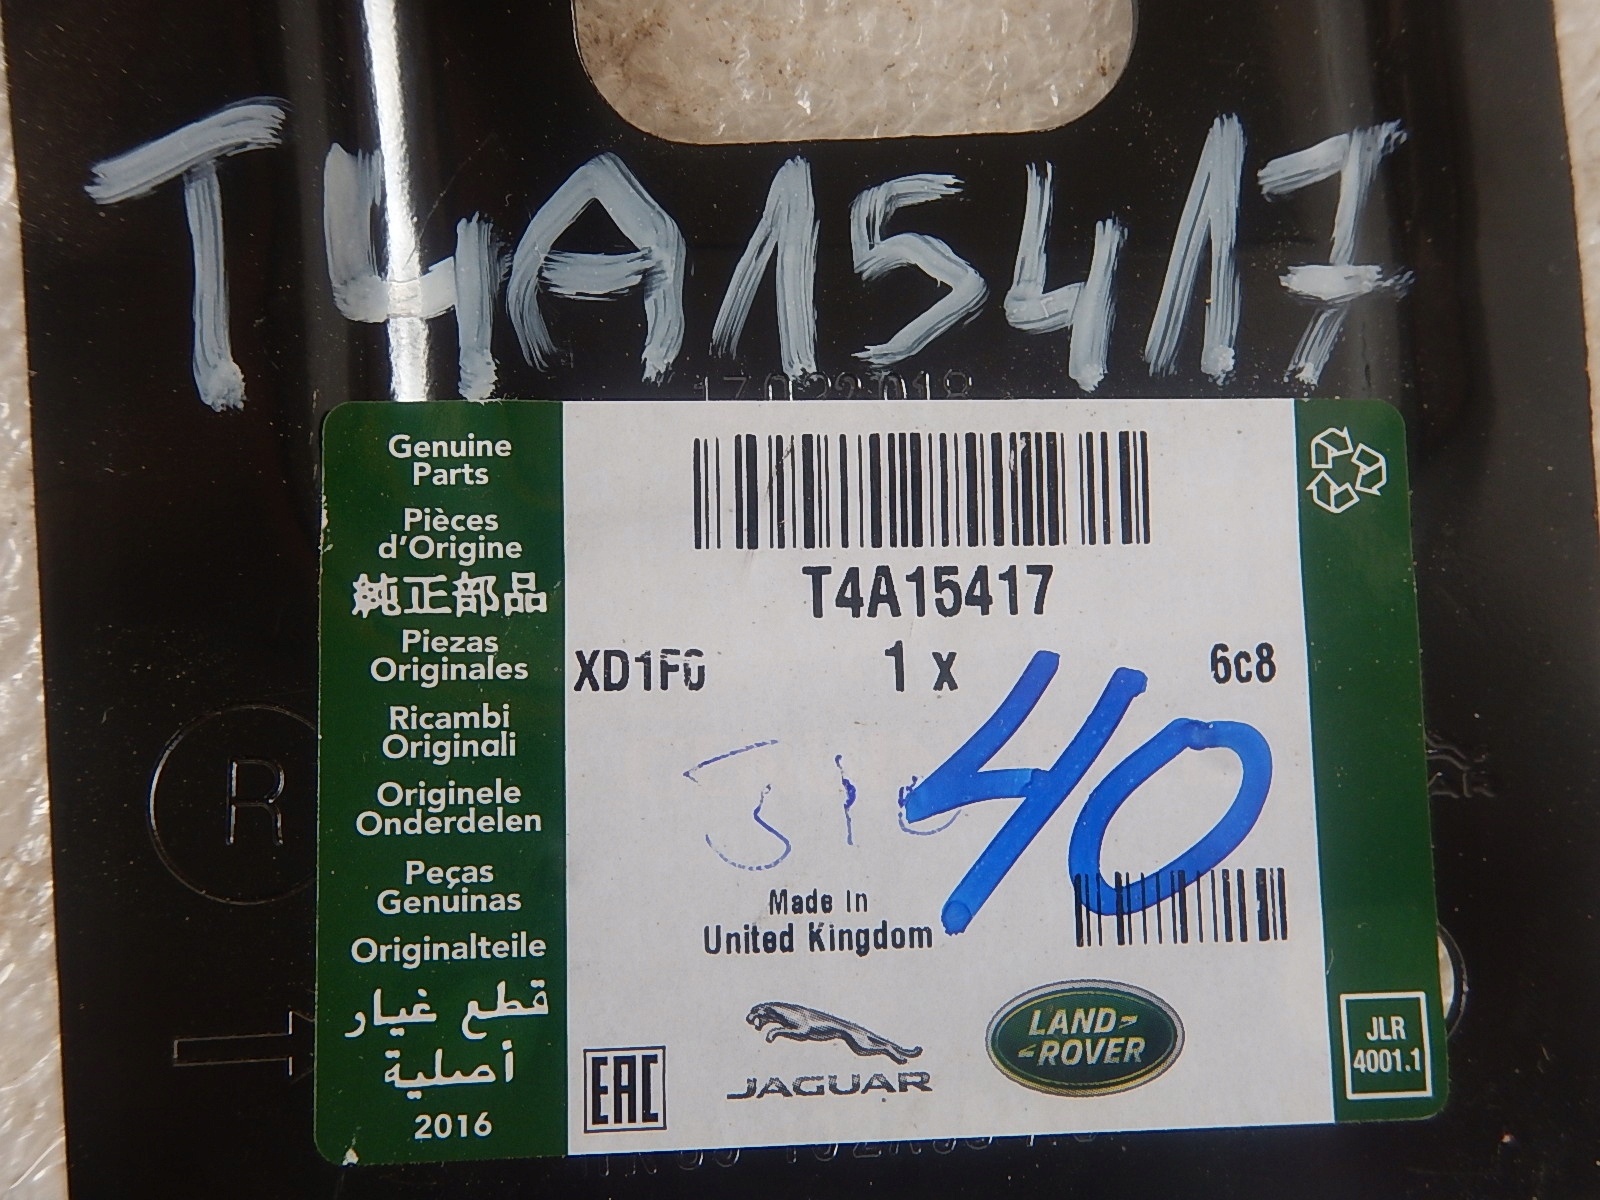 T4A15417
Genuine
Parts
Pièces
d'Origine
純正部品
Piezas
Originales
Ricambi
Originali
Originele
Onderdelen
Peças
Genuinas
Originalteile
قطع غيار
أصلية
2016
T4A15417
XD1F0 1 x 6c8
40
Made In
United Kingdom
EAC
JAGUAR
LAND-
-ROVER
JLR
4001.1
R